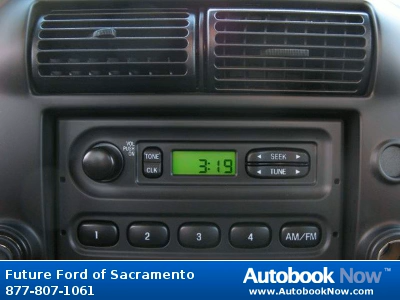 VOL
PUSH
ON
TONE
CLK
3:19
◄ SEEK ►
◄ TUNE ►
1 2 3 4 AM/FM
Future Ford of Sacramento
877-807-1061
Autobook Now™
www.AutobookNow.com